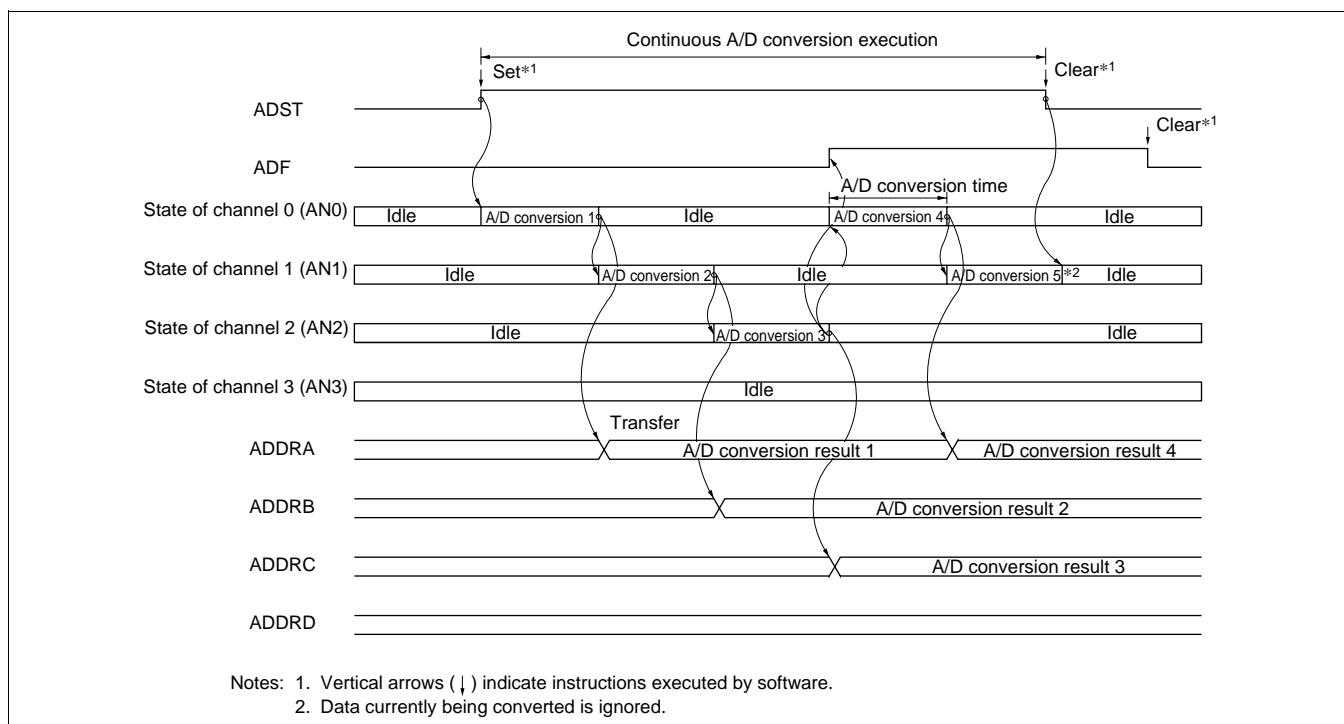 Continuous A/D conversion execution
Set*1 Clear*1
ADST
Clear*1
ADF
A/D conversion time
State of channel 0 (AN0) Idle A/D conversion 1 Idle A/D conversion 4 Idle
State of channel 1 (AN1) Idle A/D conversion 2 Idle A/D conversion 5 *2 Idle
State of channel 2 (AN2) Idle A/D conversion 3 Idle
State of channel 3 (AN3) Idle
Transfer
ADDRA A/D conversion result 1 A/D conversion result 4
ADDRB A/D conversion result 2
ADDRC A/D conversion result 3
ADDRD
Notes: 1. Vertical arrows (↓) indicate instructions executed by software.
2. Data currently being converted is ignored.